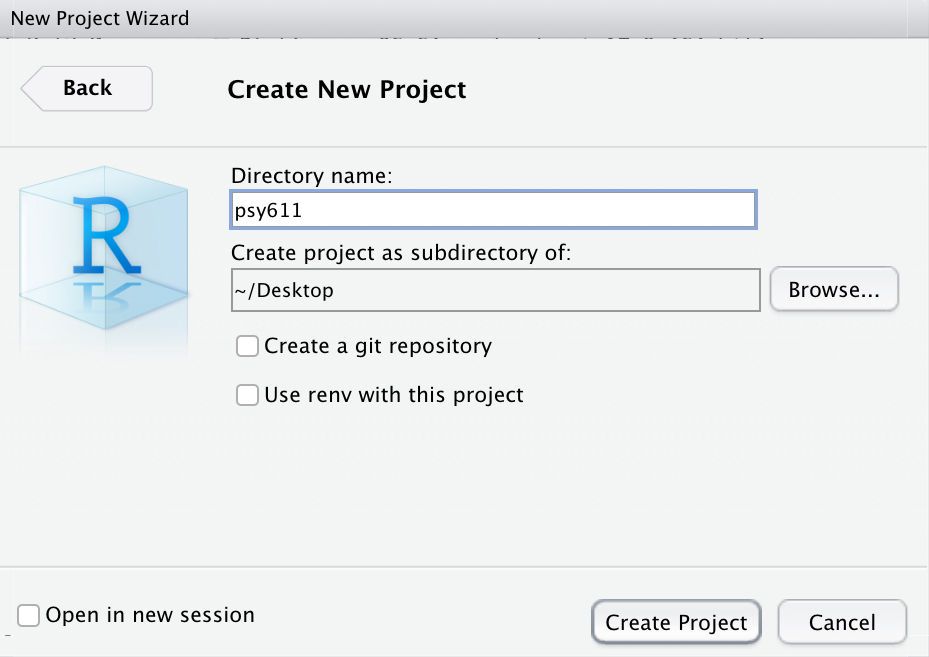 New Project Wizard
Back
Create New Project
R
Directory name:
psy611
Create project as subdirectory of:
~/Desktop
Browse...
Create a git repository
Use renv with this project
Open in new session
Create Project
Cancel